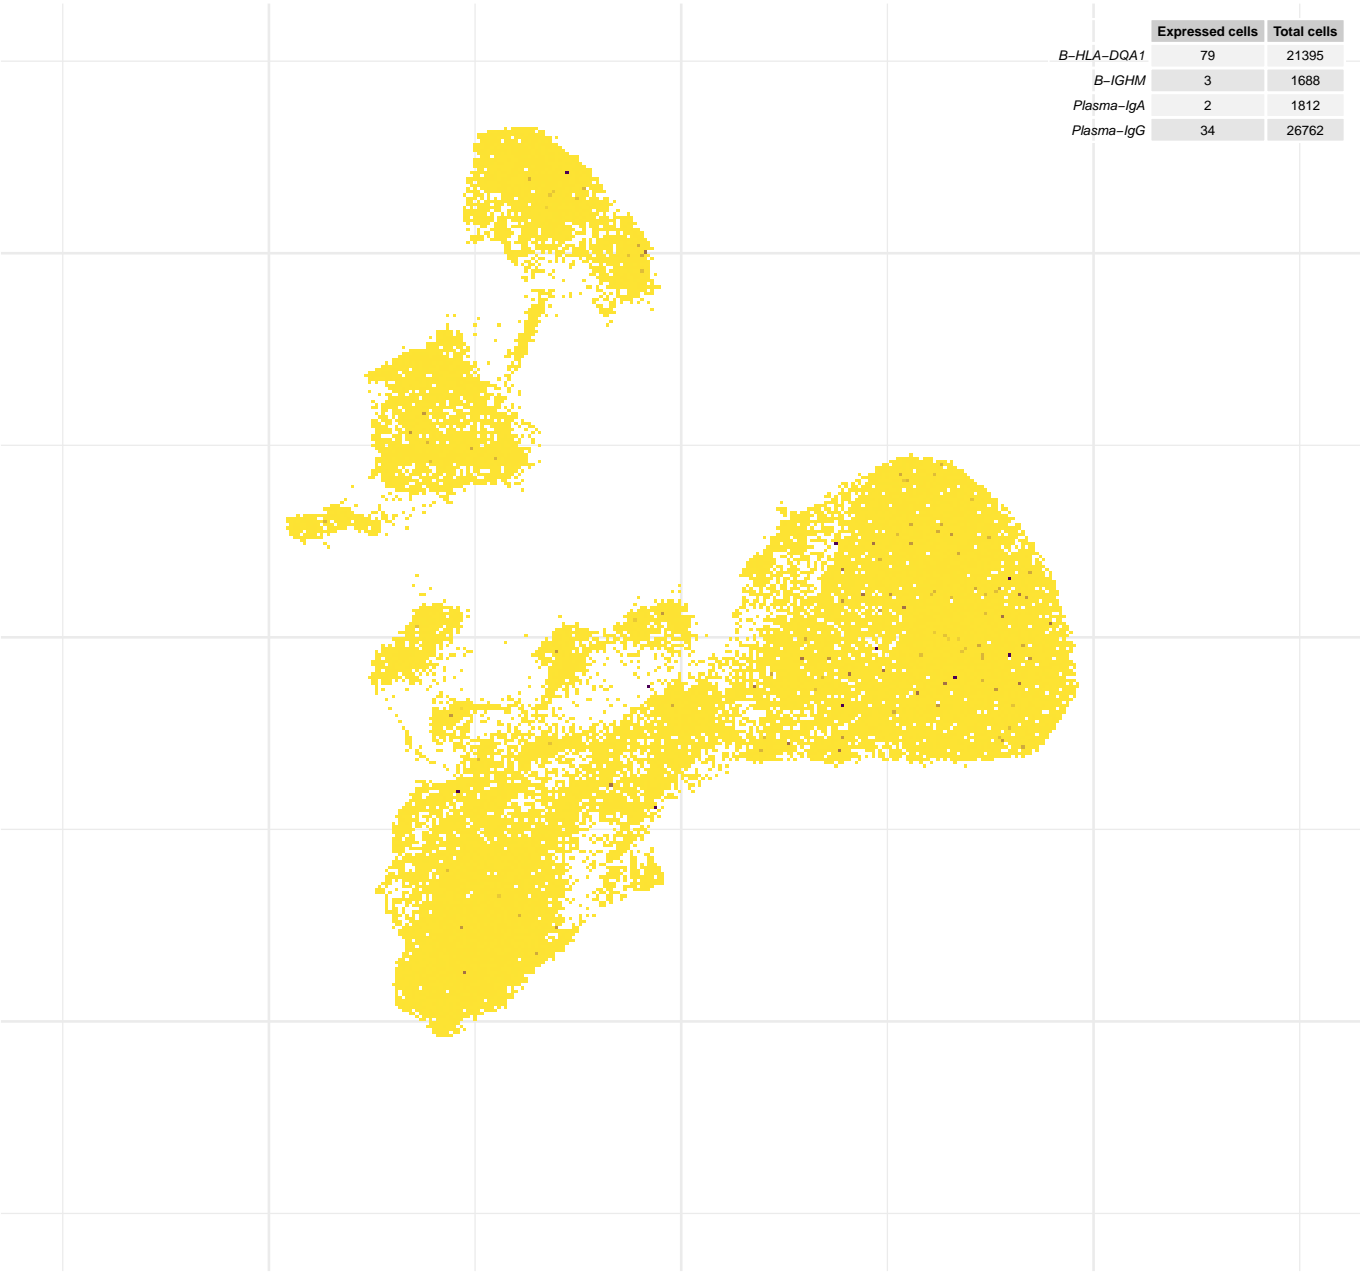 Expressed cells Total cells
B−HLA−DQA1 79 21395
B−IGHM 3 1688
Plasma−IgA 2 1812
Plasma−IgG 34 26762